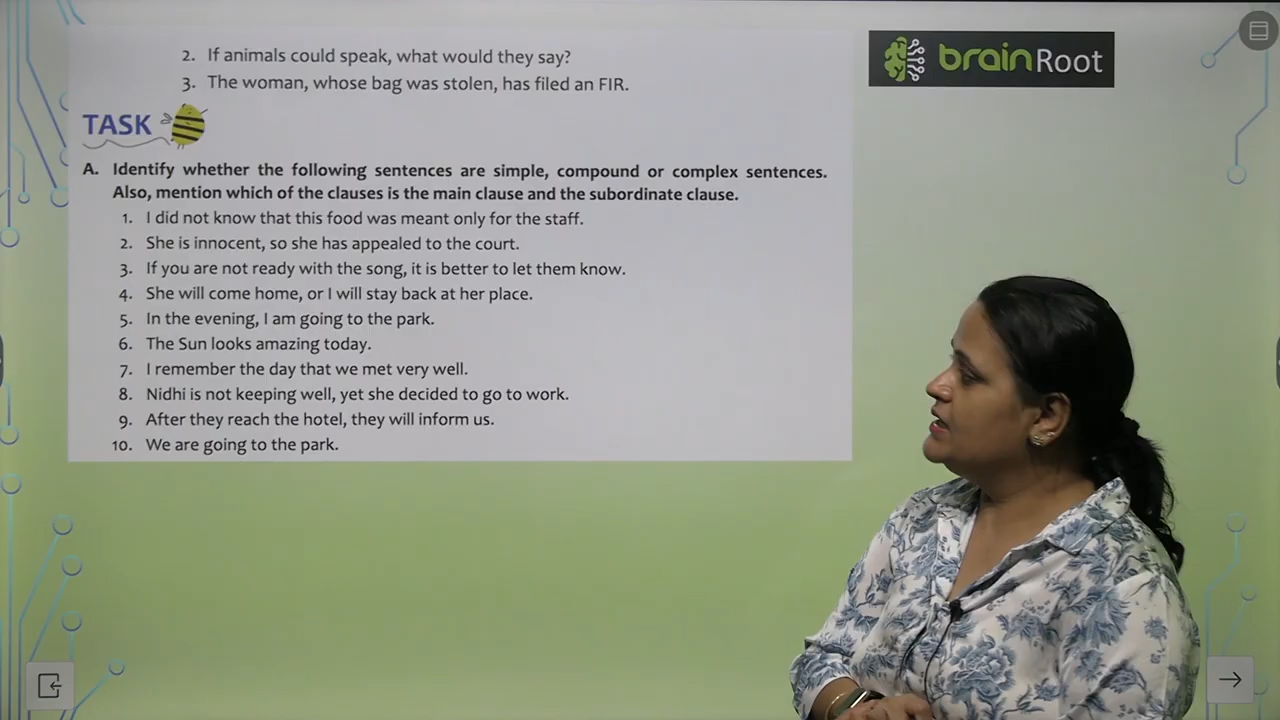 2. If animals could speak, what would they say?
3. The woman, whose bag was stolen, has filed an FIR.
brainRoot
TASK
A. Identify whether the following sentences are simple, compound or complex sentences.
Also, mention which of the clauses is the main clause and the subordinate clause.
1. I did not know that this food was meant only for the staff.
2. She is innocent, so she has appealed to the court.
3. If you are not ready with the song, it is better to let them know.
4. She will come home, or I will stay back at her place.
5. In the evening, I am going to the park.
6. The Sun looks amazing today.
7. I remember the day that we met very well.
8. Nidhi is not keeping well, yet she decided to go to work.
9. After they reach the hotel, they will inform us.
10. We are going to the park.